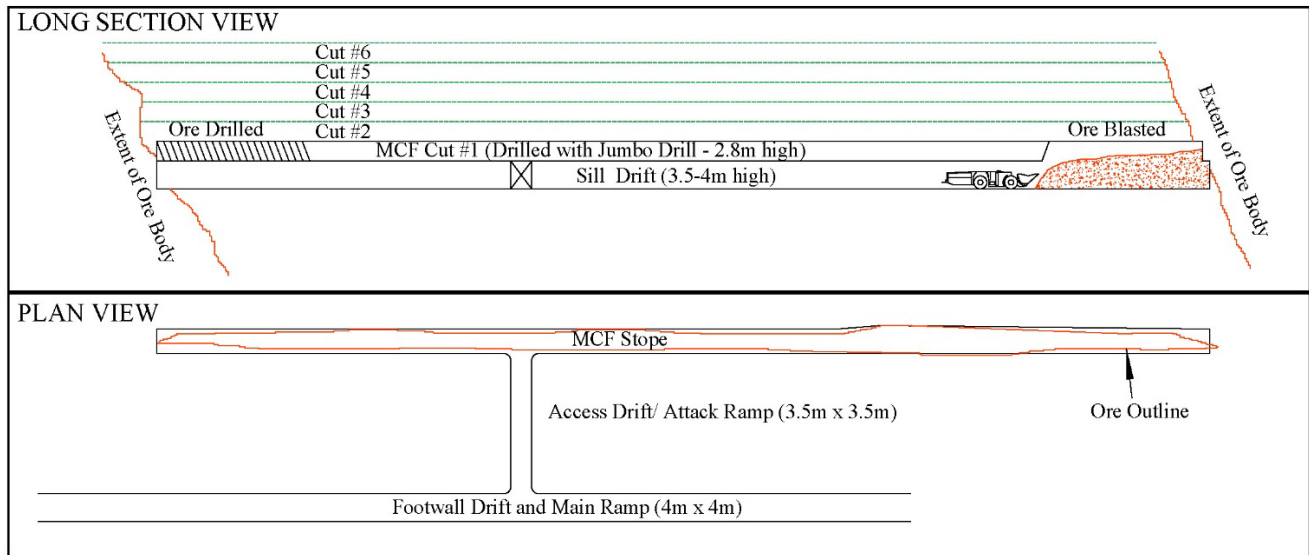 LONG SECTION VIEW
Cut #6
Cut #5
Cut #4
Cut #3
Cut #2
Extent of Ore Body
Ore Drilled
Ore Blasted
MCF Cut #1 (Drilled with Jumbo Drill - 2.8m high)
Sill Drift (3.5-4m high)
Extent of Ore Body
PLAN VIEW
MCF Stope
Access Drift/ Attack Ramp (3.5m x 3.5m)
Ore Outline
Footwall Drift and Main Ramp (4m x 4m)